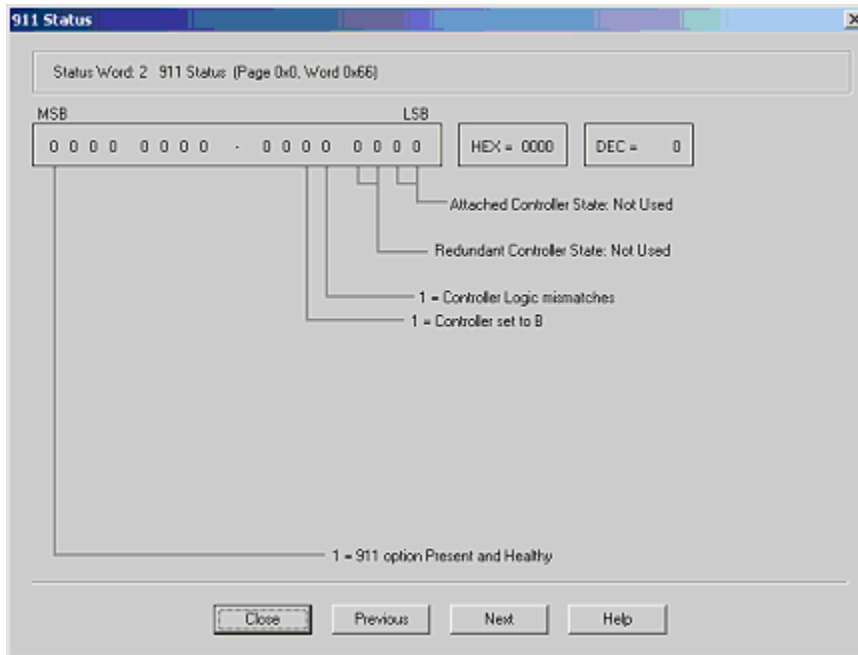 911 Status
Status Word: 2 911 Status (Page 0x0, Word 0x66)
MSB LSB
0 0 0 0 0 0 0 0 - 0 0 0 0 0 0 0 0 HEX = 0000 DEC = 0
Attached Controller State: Not Used
Redundant Controller State: Not Used
1 = Controller Logic mismatches
1 = Controller set to B
1 = 911 option Present and Healthy
Close Previous Next Help